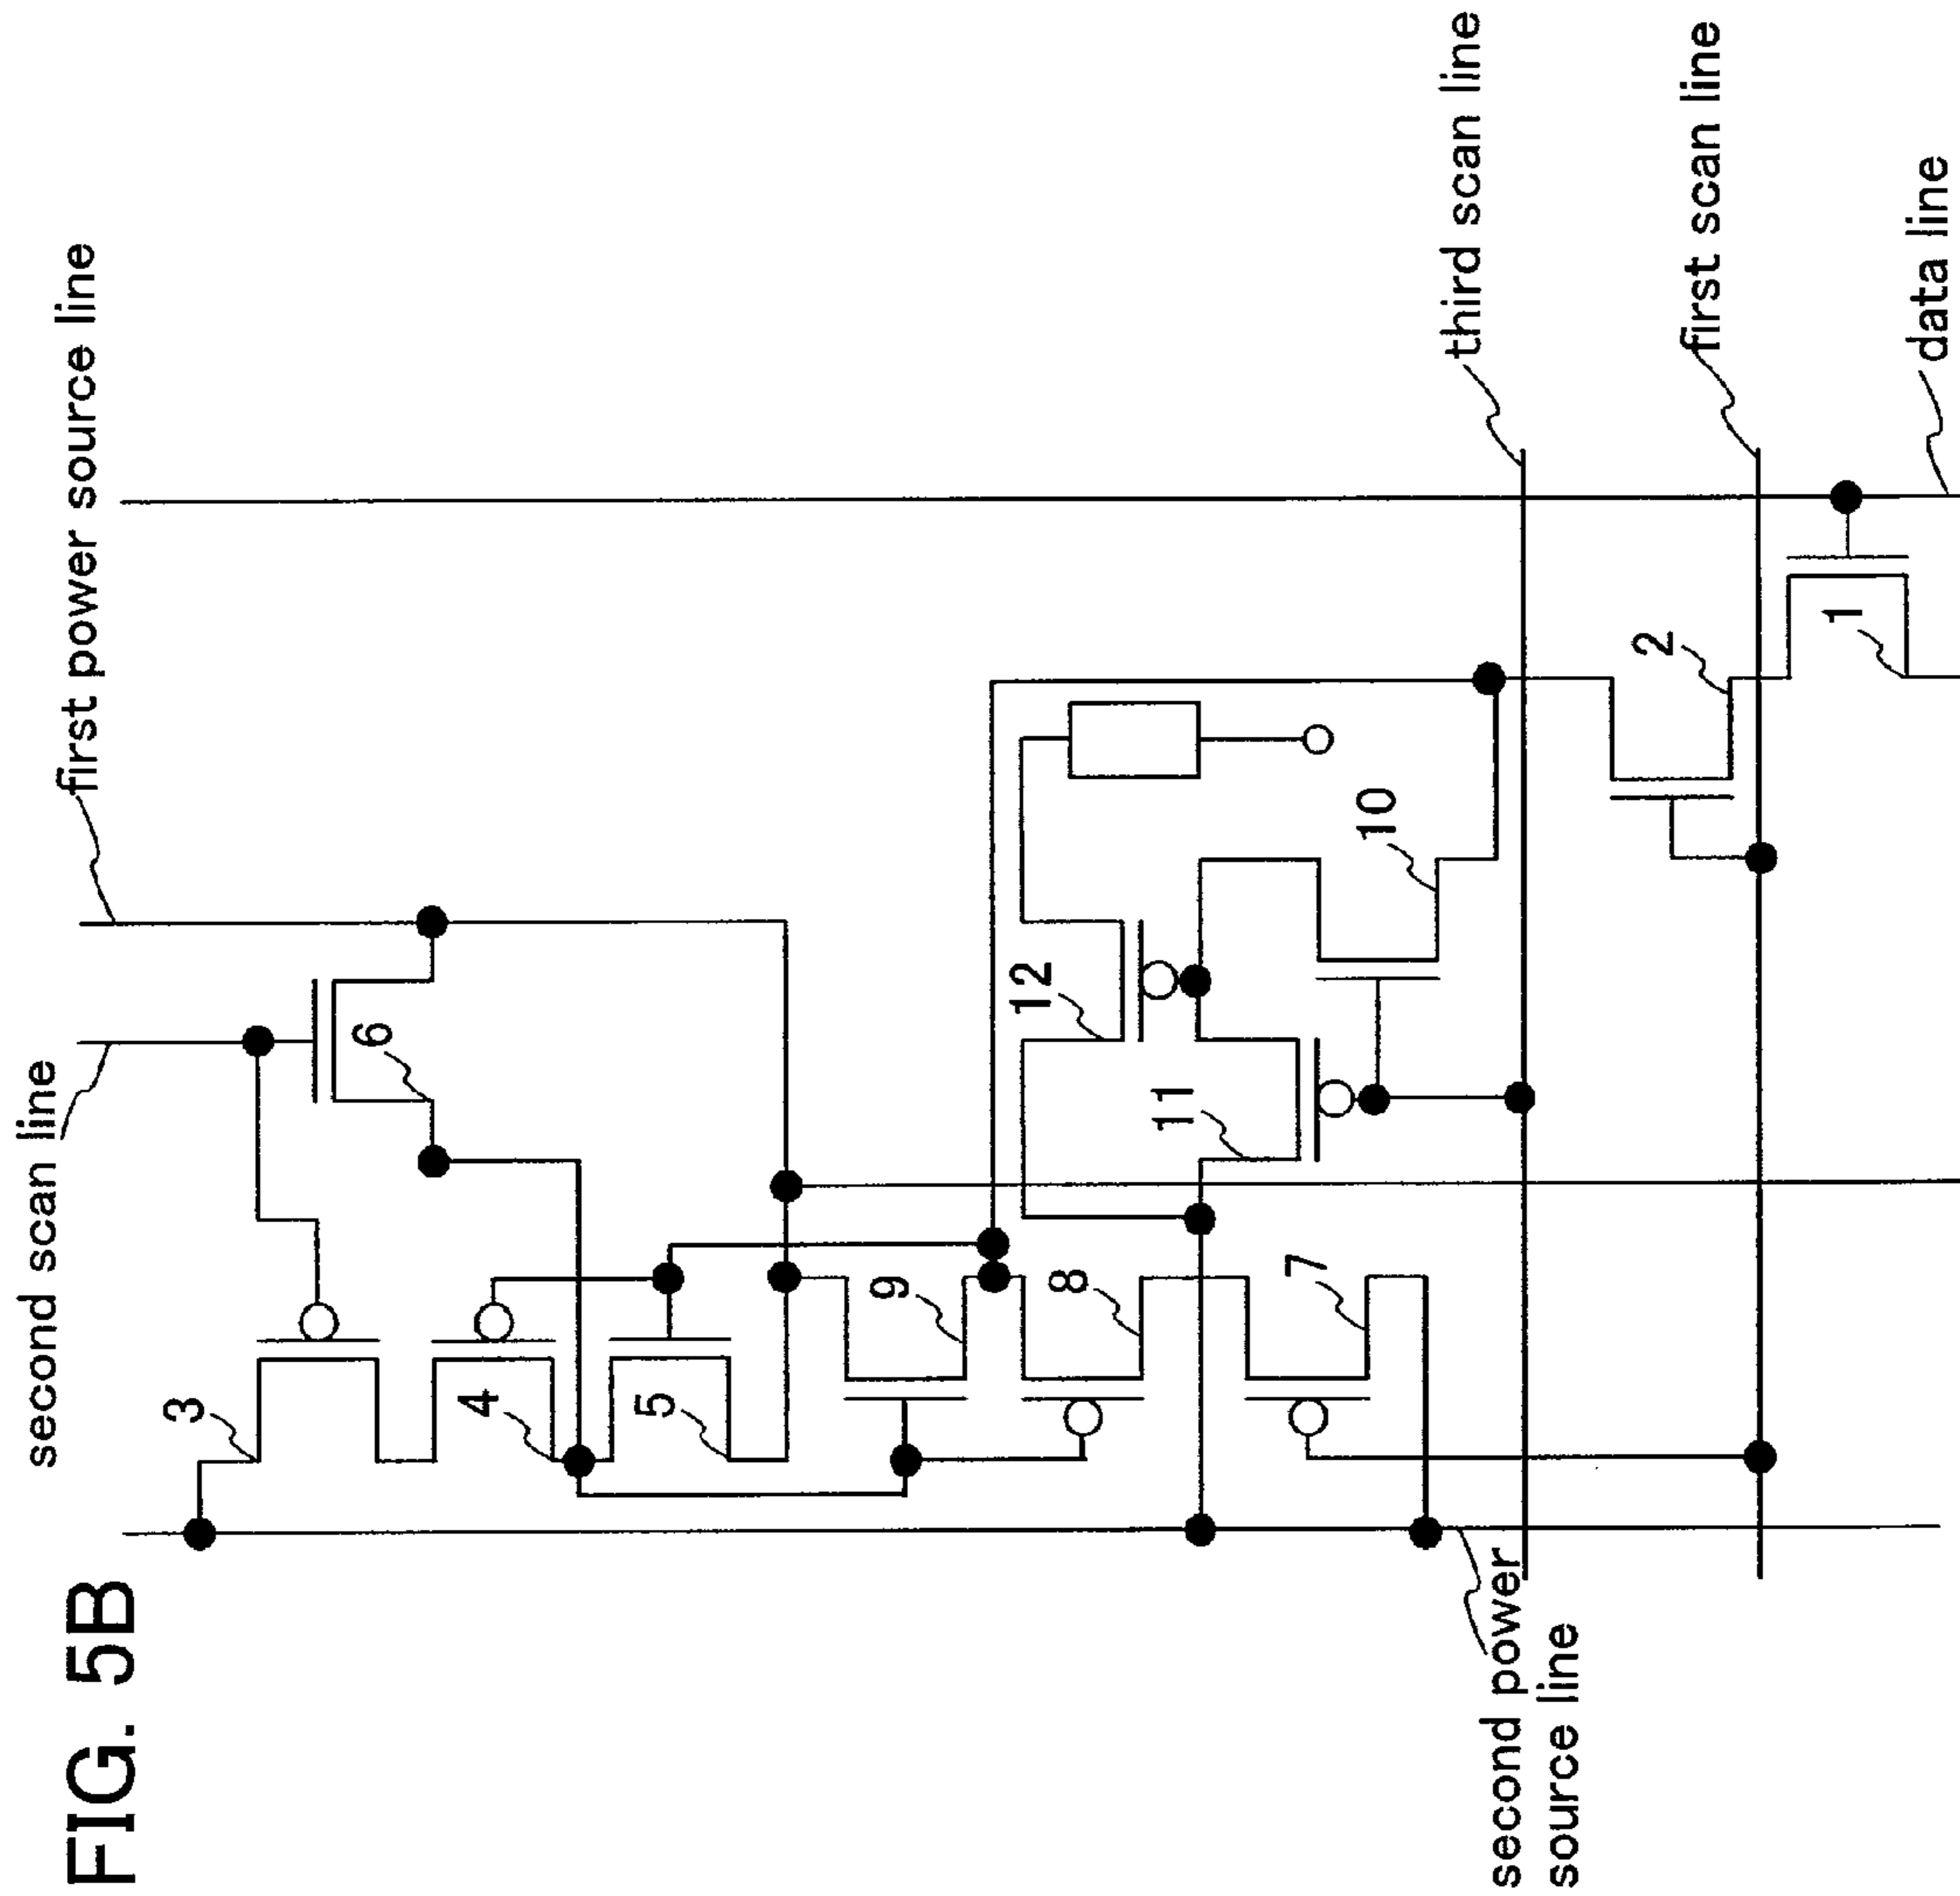 FIG. 5B
second scan line
first power source line
3
6
4
5
9
8
7
12
11
10
2
1
third scan line
first scan line
data line
second power
source line